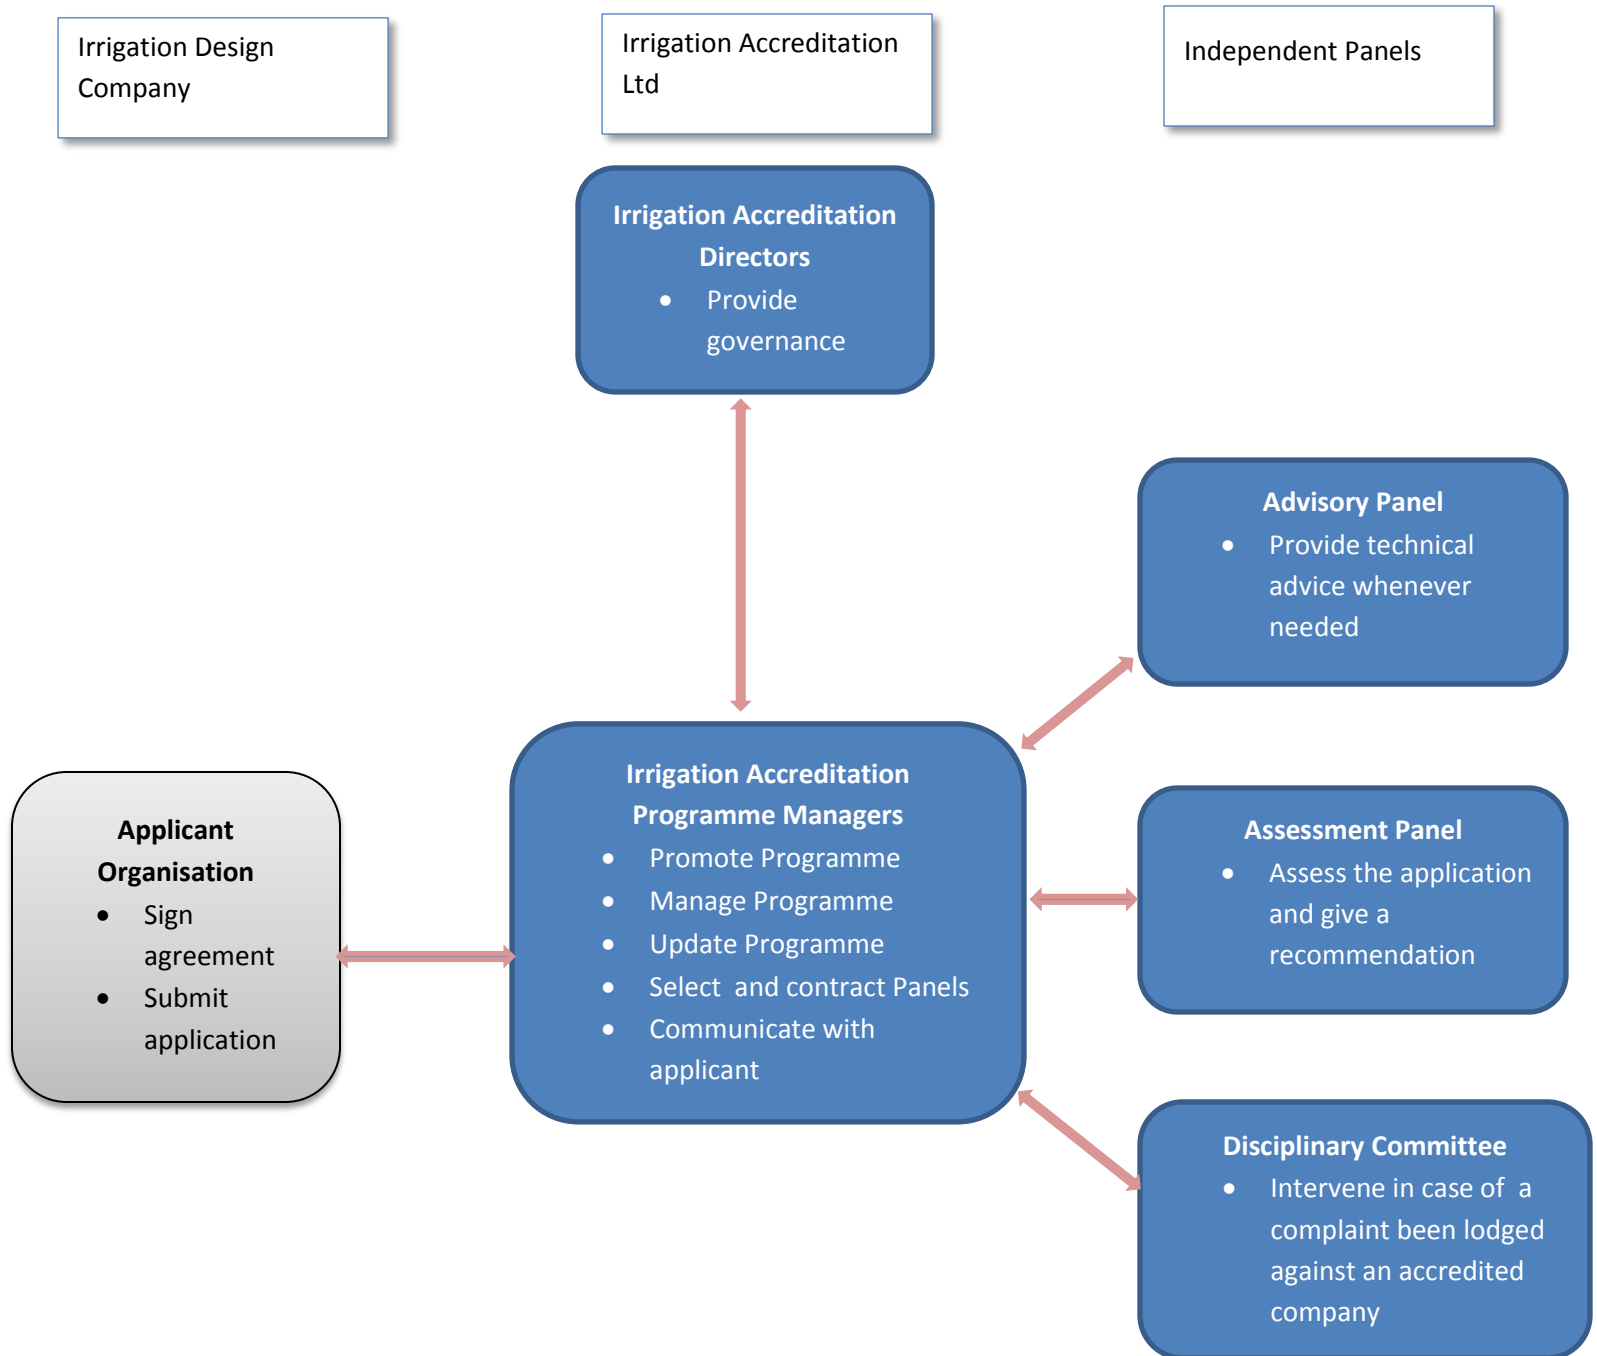 Irrigation Design
Company
Irrigation Accreditation
Ltd
Independent Panels
Irrigation Accreditation
Directors
• Provide
governance
Advisory Panel
• Provide technical
advice whenever
needed
Applicant
Organisation
• Sign
agreement
• Submit
application
Irrigation Accreditation
Programme Managers
• Promote Programme
• Manage Programme
• Update Programme
• Select  and contract Panels
• Communicate with
applicant
Assessment Panel
• Assess the application
and give a
recommendation
Disciplinary Committee
• Intervene in case of  a
complaint been lodged
against an accredited
company